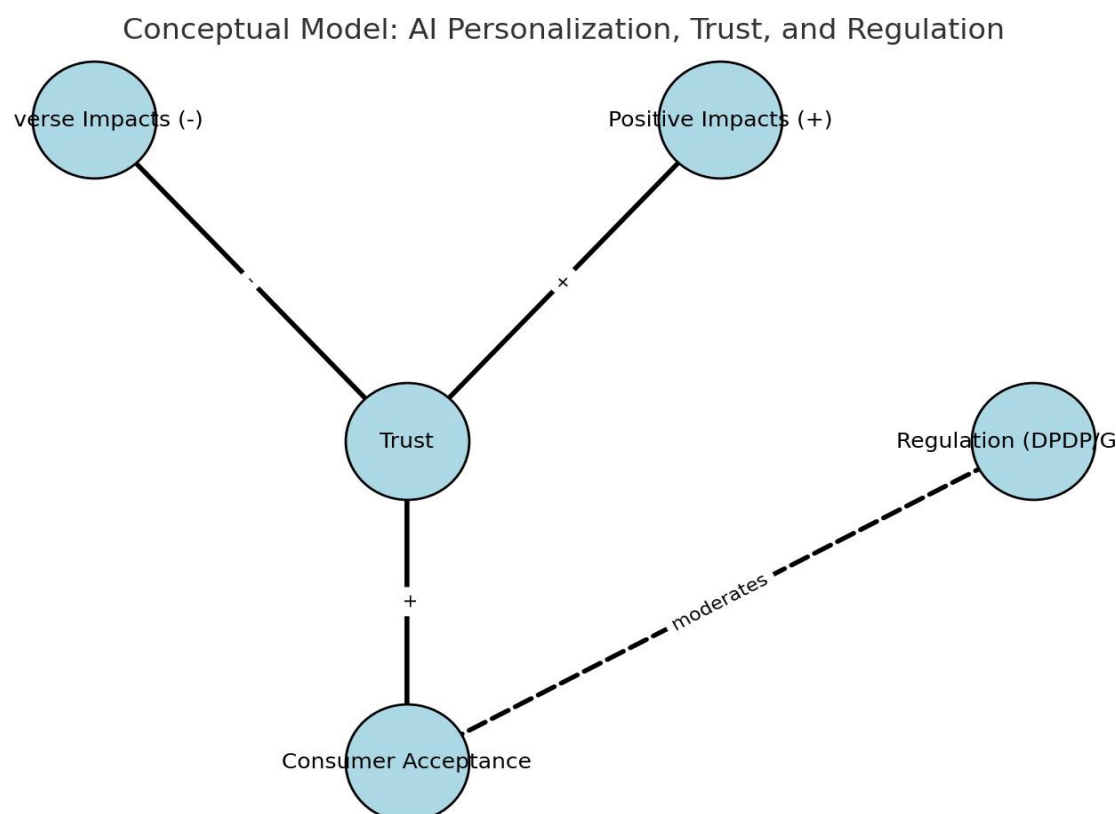 Conceptual Model: AI Personalization, Trust, and Regulation
verse Impacts (-)
Positive Impacts (+)
-
+
Trust
Regulation (DPDP/G
+
moderates
Consumer Acceptance